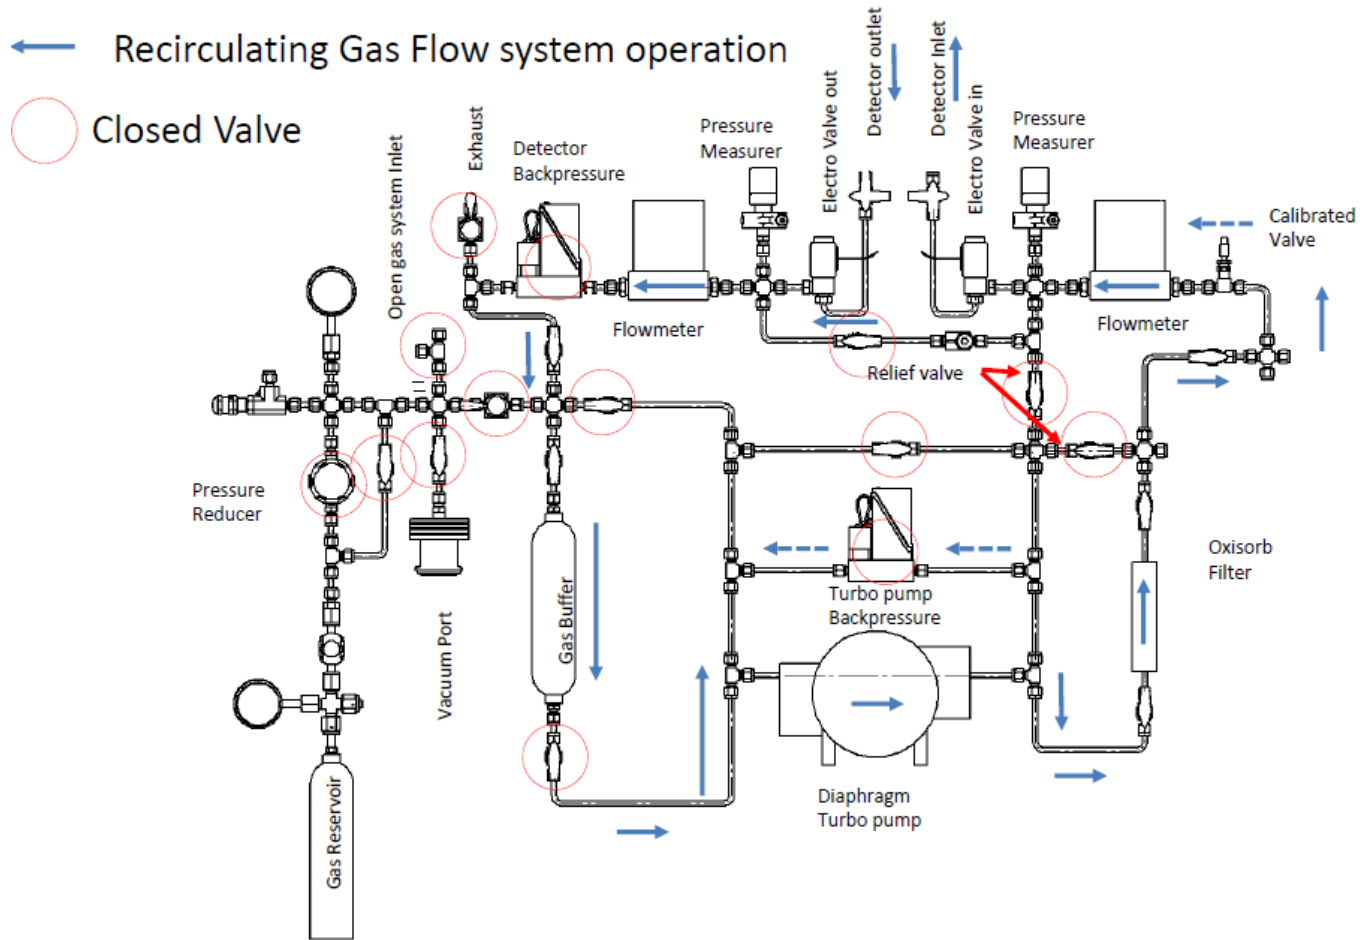 Recirculating Gas Flow system operation
Closed Valve
Exhaust
Detector
Backpressure
Open gas system Inlet
Pressure
Measurer
Electro Valve out
Detector outlet
Detector Inlet
Electro Valve in
Pressure
Measurer
Calibrated
Valve
Flowmeter
Flowmeter
Relief valve
Pressure
Reducer
Vacuum Port
Gas Buffer
Turbo pump
Backpressure
Oxisorb
Filter
Gas Reservoir
Diaphragm
Turbo pump